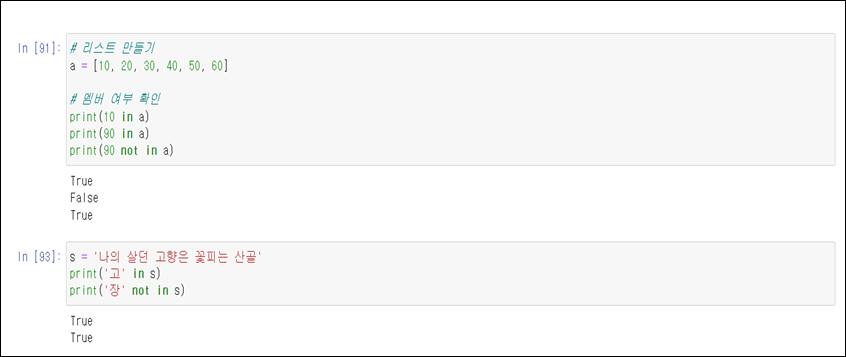 In [91]:
# 리스트 만들기
a = [10, 20, 30, 40, 50, 60]
# 멤버 여부 확인
print(10 in a)
print(90 in a)
print(90 not in a)
True
False
True
In [93]:
s = '나의 살던 고향은 꽃피는 산골'
print('고' in s)
print('장' not in s)
True
True